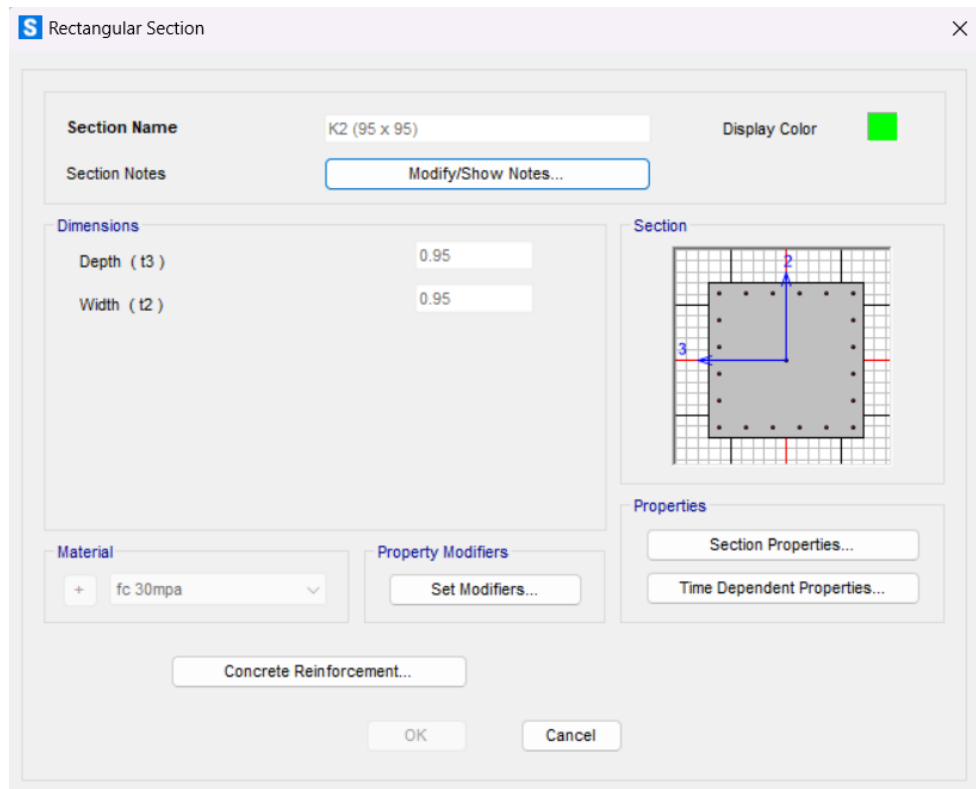 S Rectangular Section
Section Name K2 (95 x 95) Display Color
Section Notes Modify/Show Notes...
Dimensions
Depth ( t3 ) 0.95
Width ( t2 ) 0.95
Section
2
3
Properties
Section Properties...
Time Dependent Properties...
Material
+ fc 30mpa
Property Modifiers
Set Modifiers...
Concrete Reinforcement...
OK Cancel